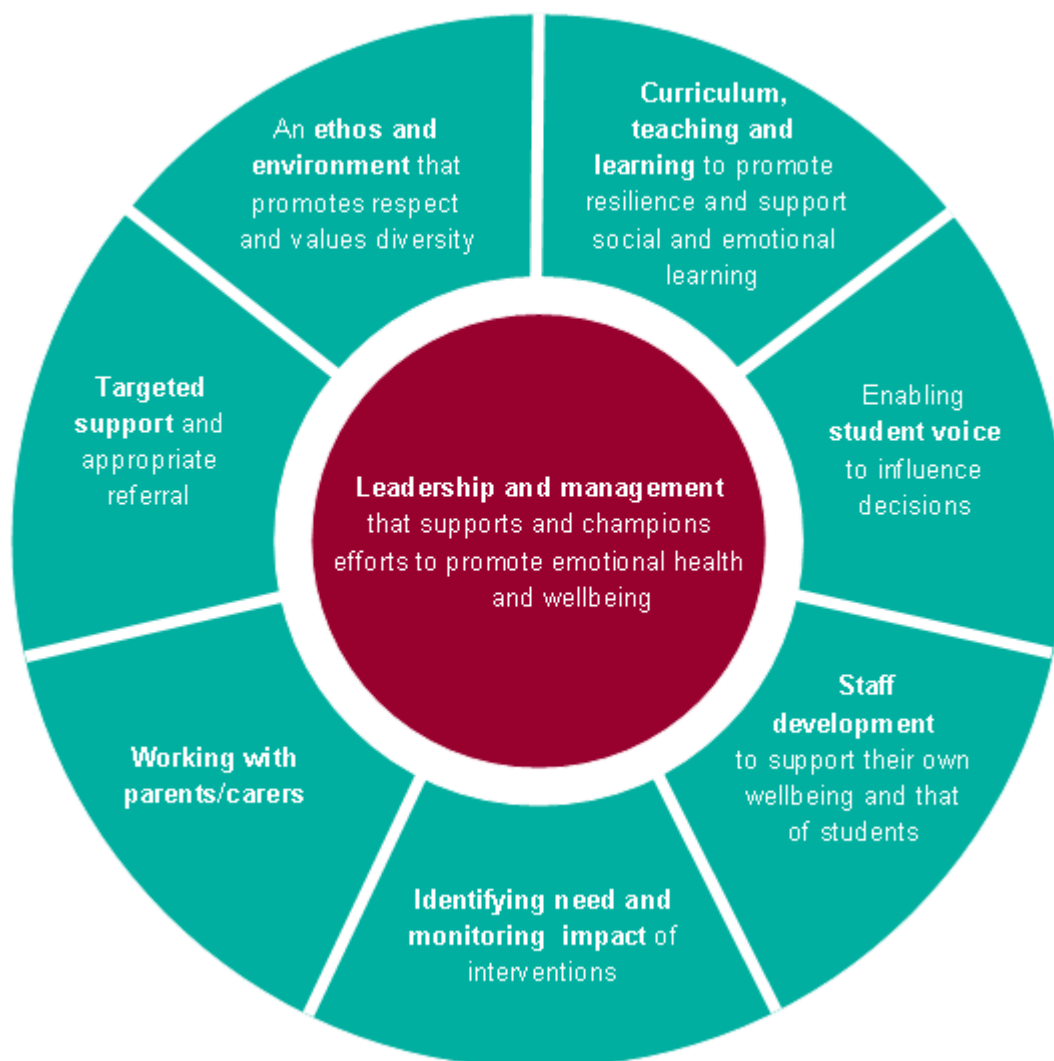 An ethos and
environment that
promotes respect
and values diversity
Curriculum,
teaching and
learning to promote
resilience and support
social and emotional
learning
Enabling
student voice
to influence
decisions
Staff
development
to support their own
wellbeing and that
of students
Identifying need and
monitoring impact of
interventions
Working with
parents/carers
Targeted
support and
appropriate
referral
Leadership and management
that supports and champions
efforts to promote emotional health
and wellbeing